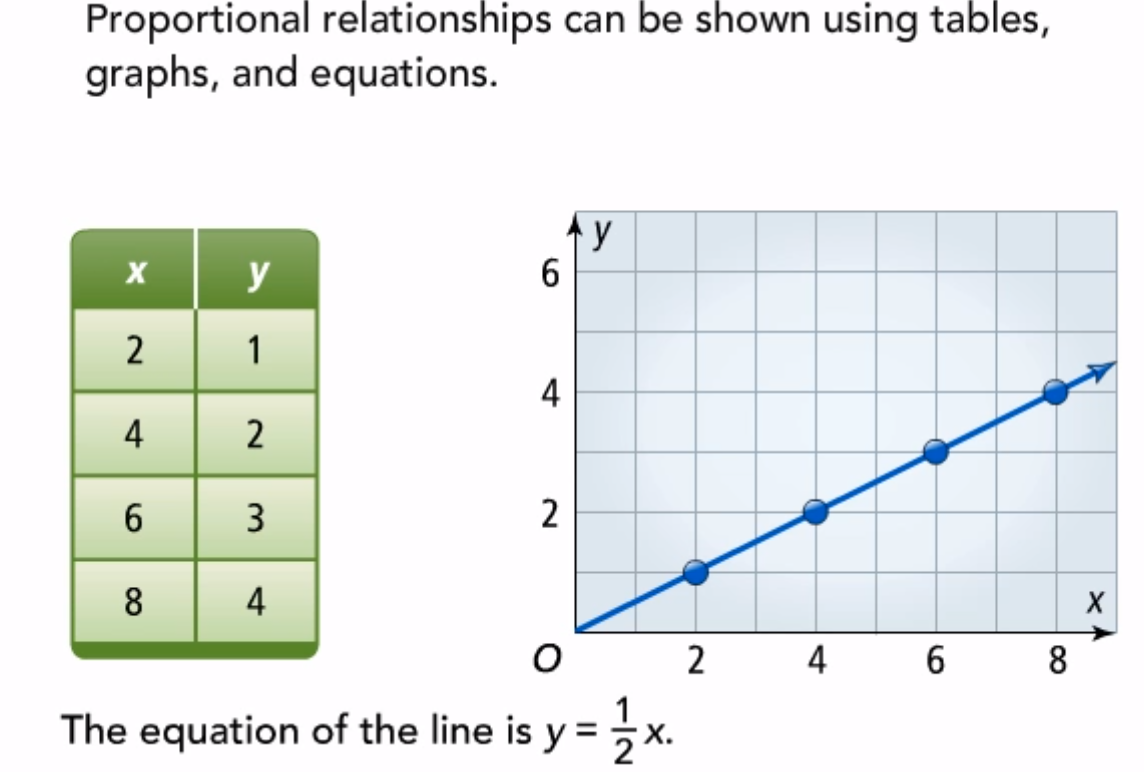 Proportional relationships can be shown using tables,
graphs, and equations.
x y
2 1
4 2
6 3
8 4
y
6
4
2
x
O 2 4 6 8
The equation of the line is y = 1/2 x.